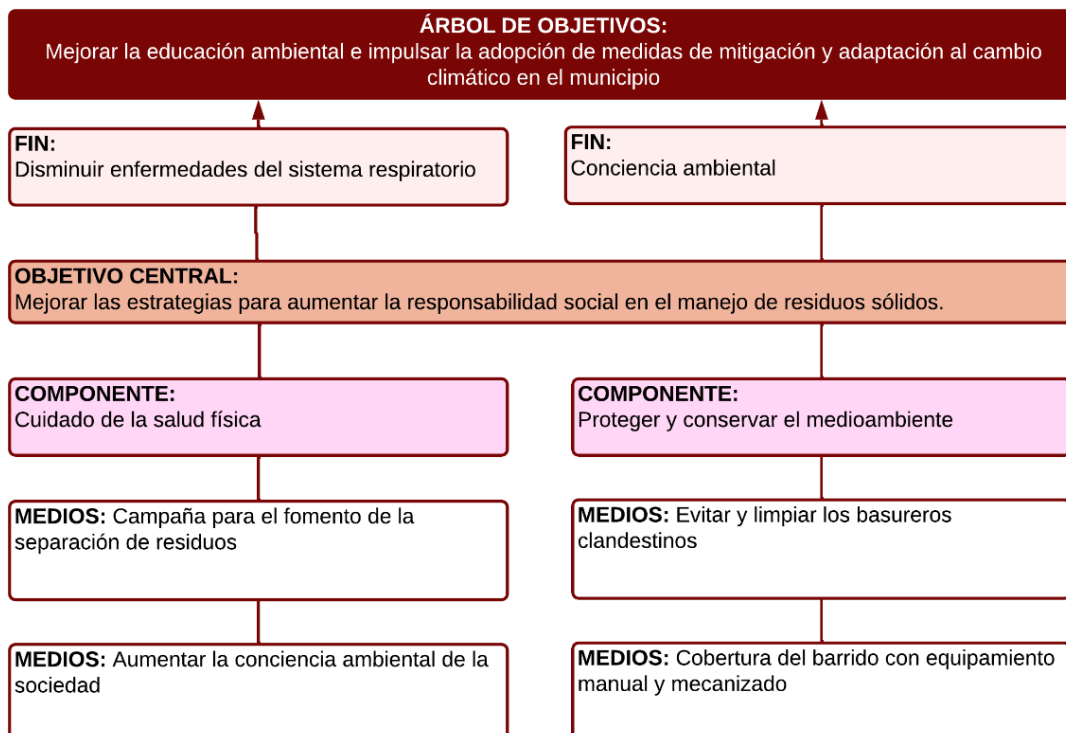 ÁRBOL DE OBJETIVOS:
Mejorar la educación ambiental e impulsar la adopción de medidas de mitigación y adaptación al cambio
climático en el municipio
FIN:
Disminuir enfermedades del sistema respiratorio
FIN:
Conciencia ambiental
OBJETIVO CENTRAL:
Mejorar las estrategias para aumentar la responsabilidad social en el manejo de residuos sólidos.
COMPONENTE:
Cuidado de la salud física
COMPONENTE:
Proteger y conservar el medioambiente
MEDIOS: Campaña para el fomento de la
separación de residuos
MEDIOS: Evitar y limpiar los basureros
clandestinos
MEDIOS: Aumentar la conciencia ambiental de la
sociedad
MEDIOS: Cobertura del barrido con equipamiento
manual y mecanizado